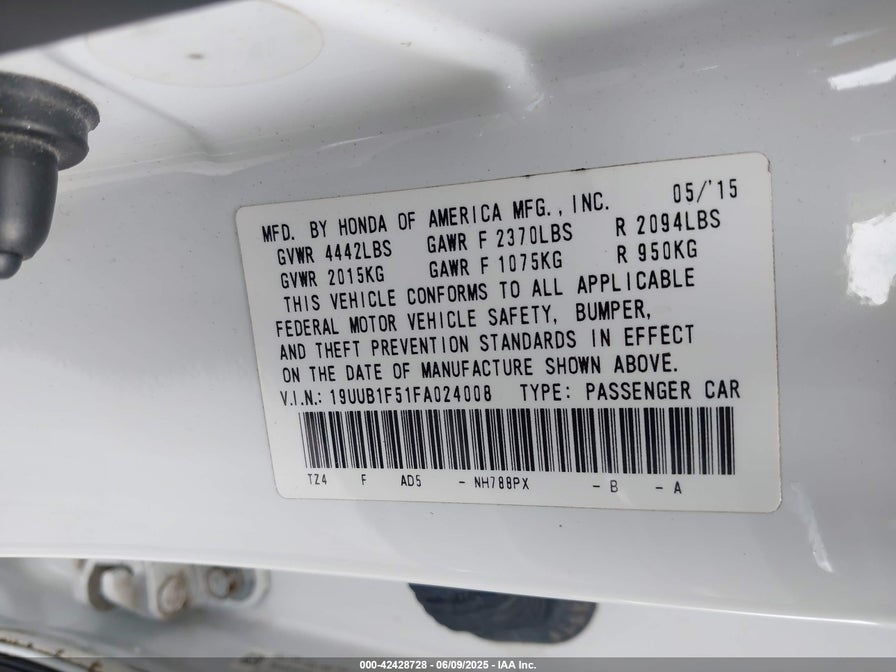 MFD. BY HONDA OF AMERICA MFG., INC. 05/'15
GVWR 4442LBS GAWR F 2370LBS R 2094LBS
GVWR 2015KG GAWR F 1075KG R 950KG
THIS VEHICLE CONFORMS TO ALL APPLICABLE
FEDERAL MOTOR VEHICLE SAFETY, BUMPER,
AND THEFT PREVENTION STANDARDS IN EFFECT
ON THE DATE OF MANUFACTURE SHOWN ABOVE.
V.I.N.: 19UUB1F51FA024008 TYPE: PASSENGER CAR
TZ4 F AD5 - NH788PX - B - A
000-42428728 - 06/09/2025 - IAA Inc.